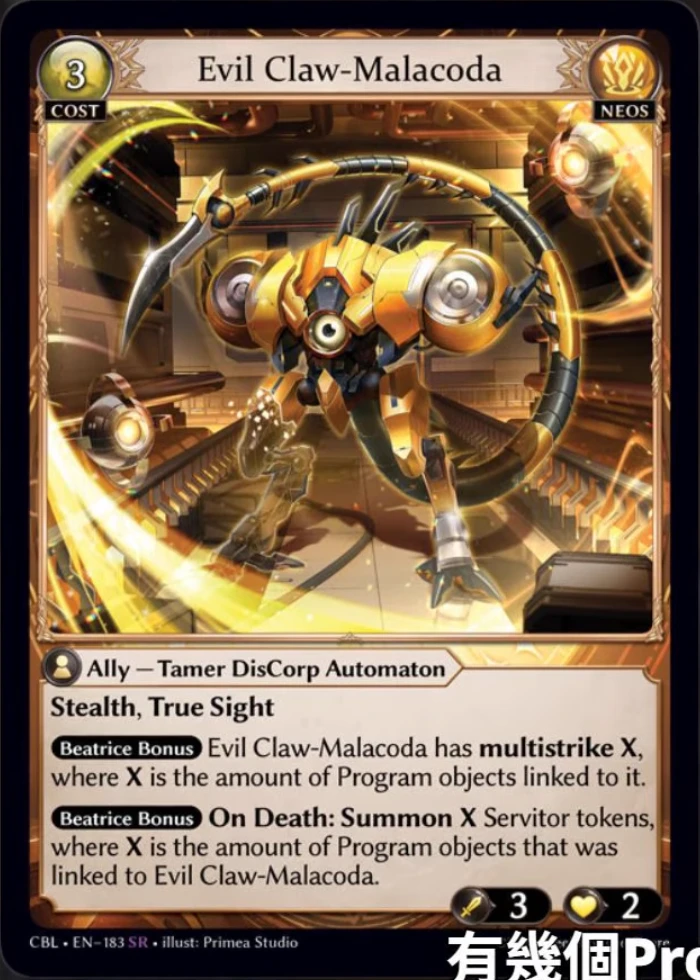 3
Evil Claw-Malacoda
COST
NEOS
Ally — Tamer DisCorp Automaton
Stealth, True Sight
Beatrice Bonus Evil Claw-Malacoda has multistrike X,
where X is the amount of Program objects linked to it.
Beatrice Bonus On Death: Summon X Servitor tokens,
where X is the amount of Program objects that was
linked to Evil Claw-Malacoda.
3
2
CBL • EN-183 SR • illust: Primea Studio
有幾個Pro